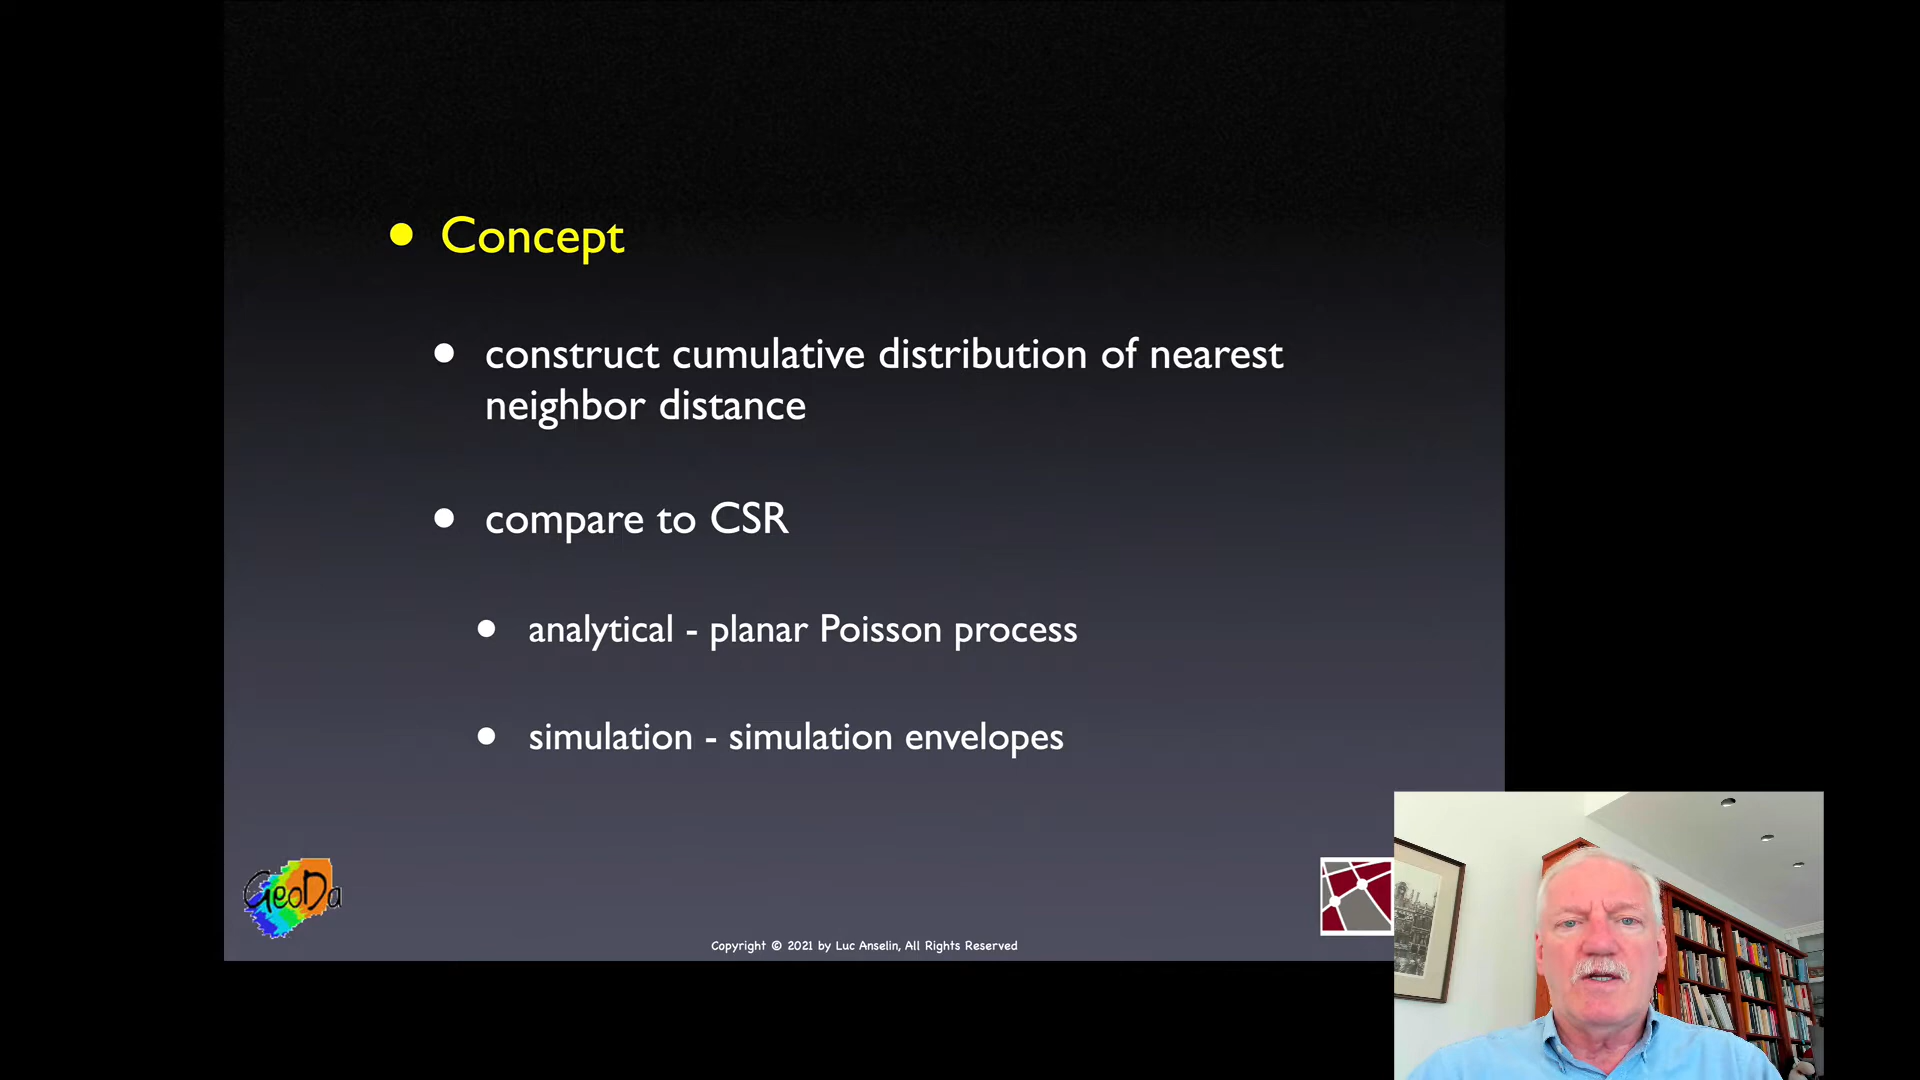 Concept
construct cumulative distribution of nearest
neighbor distance
compare to CSR
analytical - planar Poisson process
simulation - simulation envelopes
GeoDa
Copyright © 2021 by Luc Anselin, All Rights Reserved